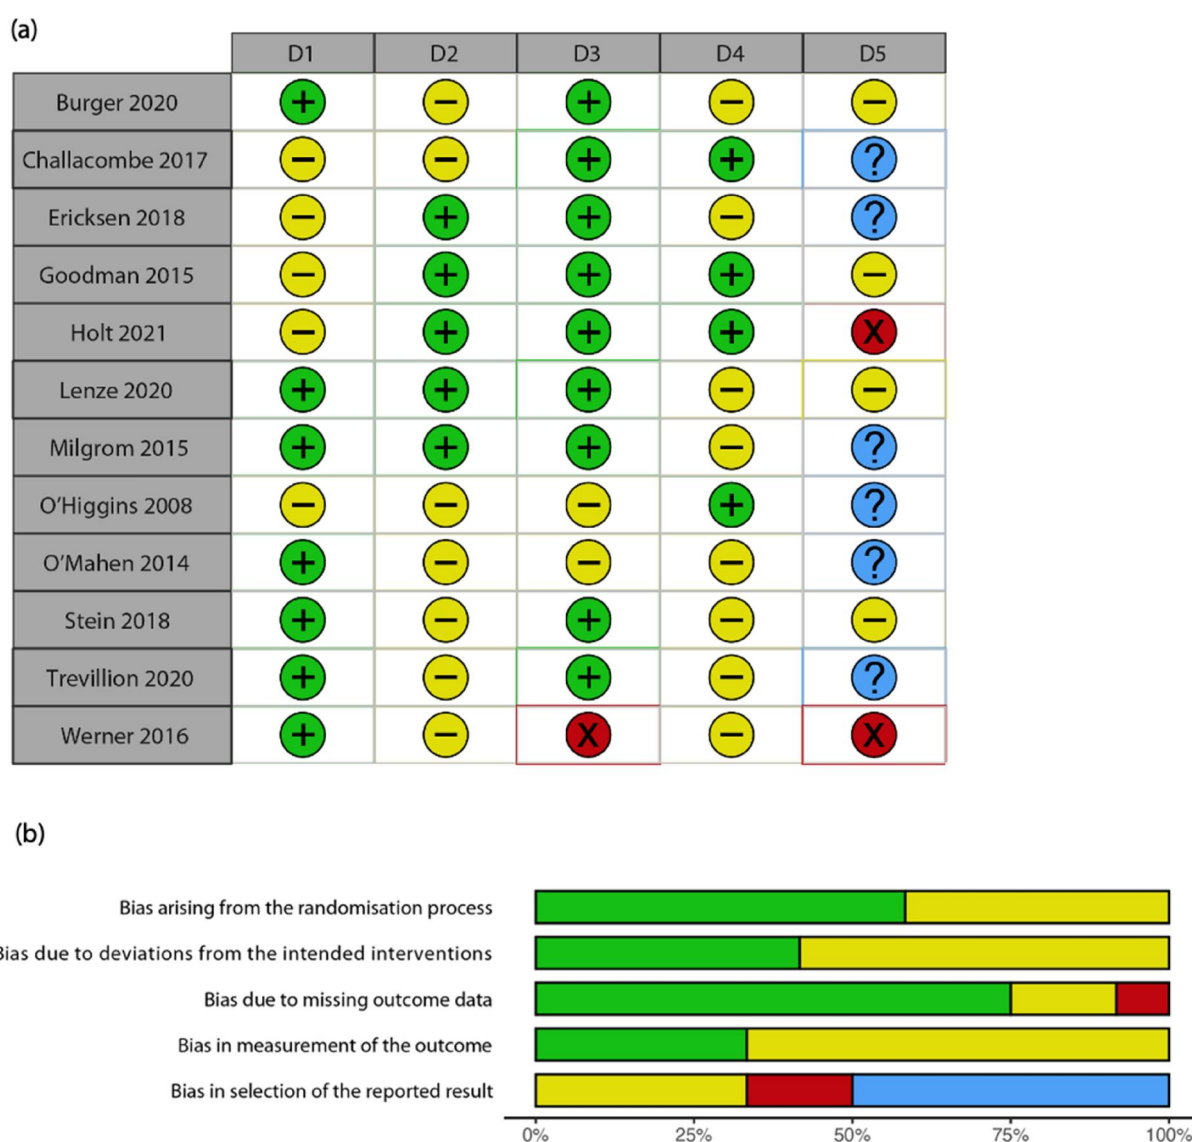 (a)
D1 D2 D3 D4 D5
Burger 2020 + − + − −
Challacombe 2017 − − + + ?
Ericksen 2018 − + + − ?
Goodman 2015 − + + + −
Holt 2021 − + + + X
Lenze 2020 + + + − −
Milgrom 2015 + + + − ?
O’Higgins 2008 − − − + ?
O’Mahen 2014 + − − − ?
Stein 2018 + − + − −
Trevillion 2020 + − + − ?
Werner 2016 + − X − X
(b)
Bias arising from the randomisation process
Bias due to deviations from the intended interventions
Bias due to missing outcome data
Bias in measurement of the outcome
Bias in selection of the reported result
0% 25% 50% 75% 100%